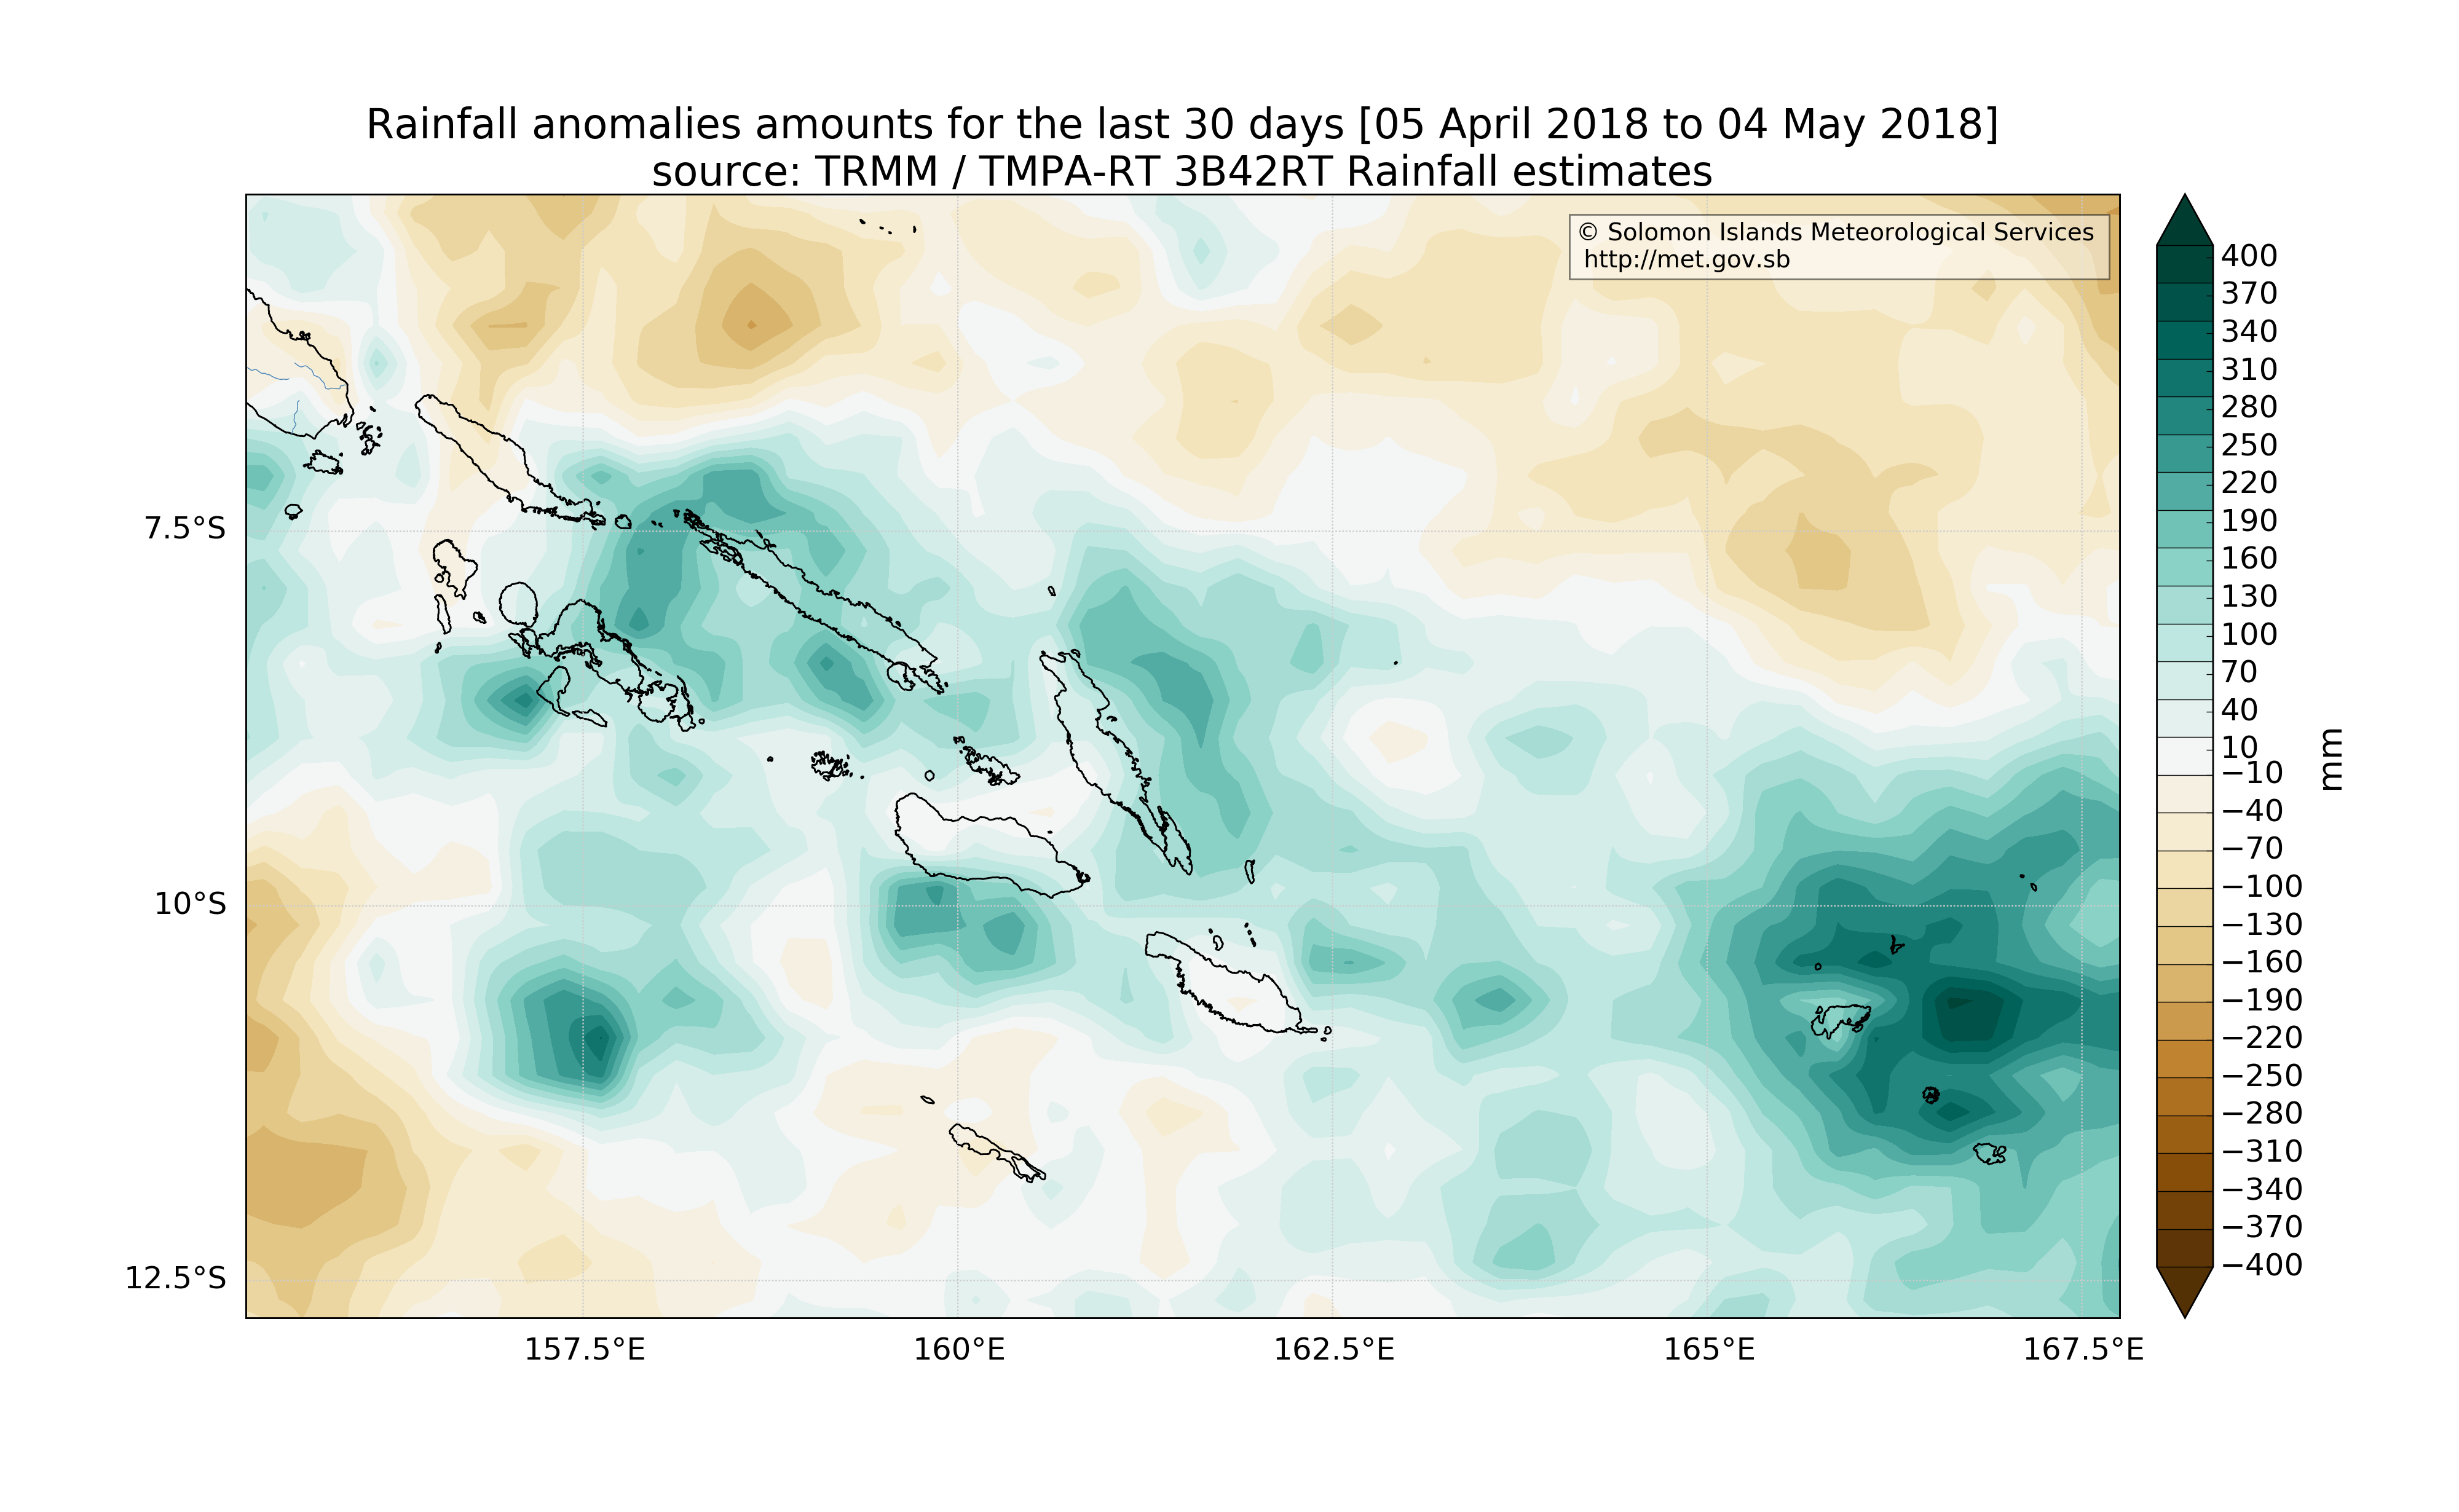 Rainfall anomalies amounts for the last 30 days [05 April 2018 to 04 May 2018]
source: TRMM / TMPA-RT 3B42RT Rainfall estimates
© Solomon Islands Meteorological Services
http://met.gov.sb
7.5°S
10°S
12.5°S
157.5°E
160°E
162.5°E
165°E
167.5°E
400
370
340
310
280
250
220
190
160
130
100
70
40
10
−10
−40
−70
−100
−130
−160
−190
−220
−250
−280
−310
−340
−370
−400
mm